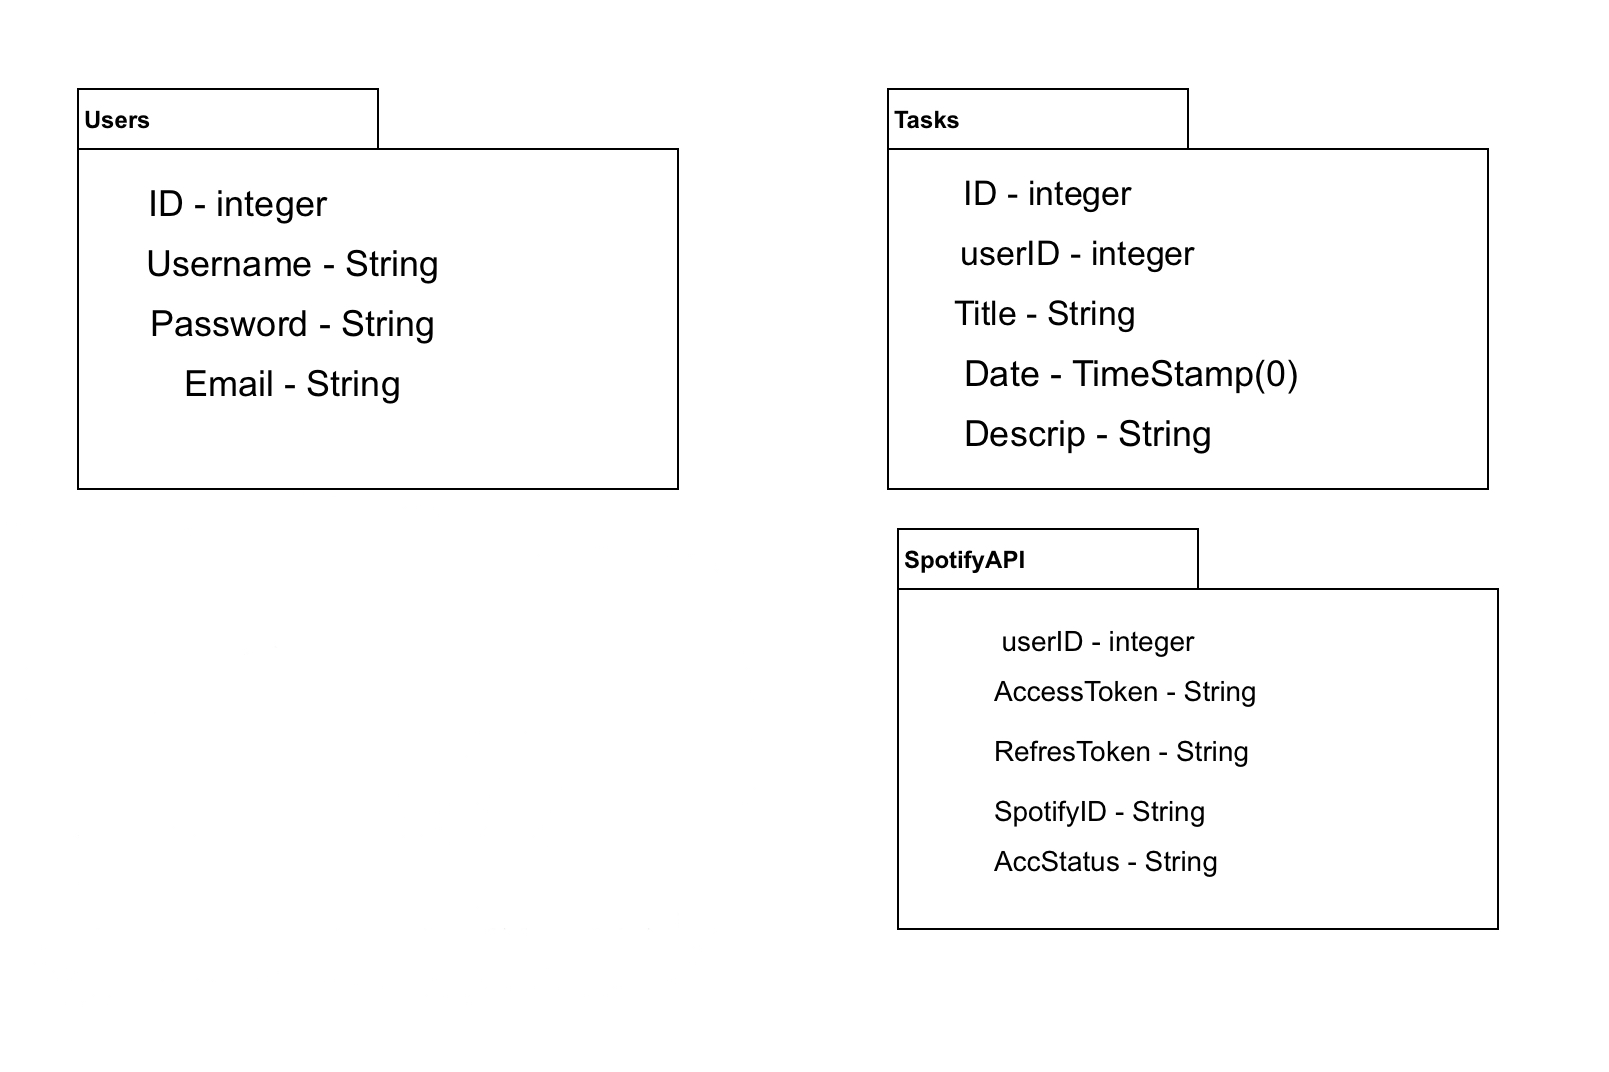 Users
ID - integer
Username - String
Password - String
Email - String
Tasks
ID - integer
userID - integer
Title - String
Date - TimeStamp(0)
Descrip - String
SpotifyAPI
userID - integer
AccessToken - String
RefresToken - String
SpotifyID - String
AccStatus - String